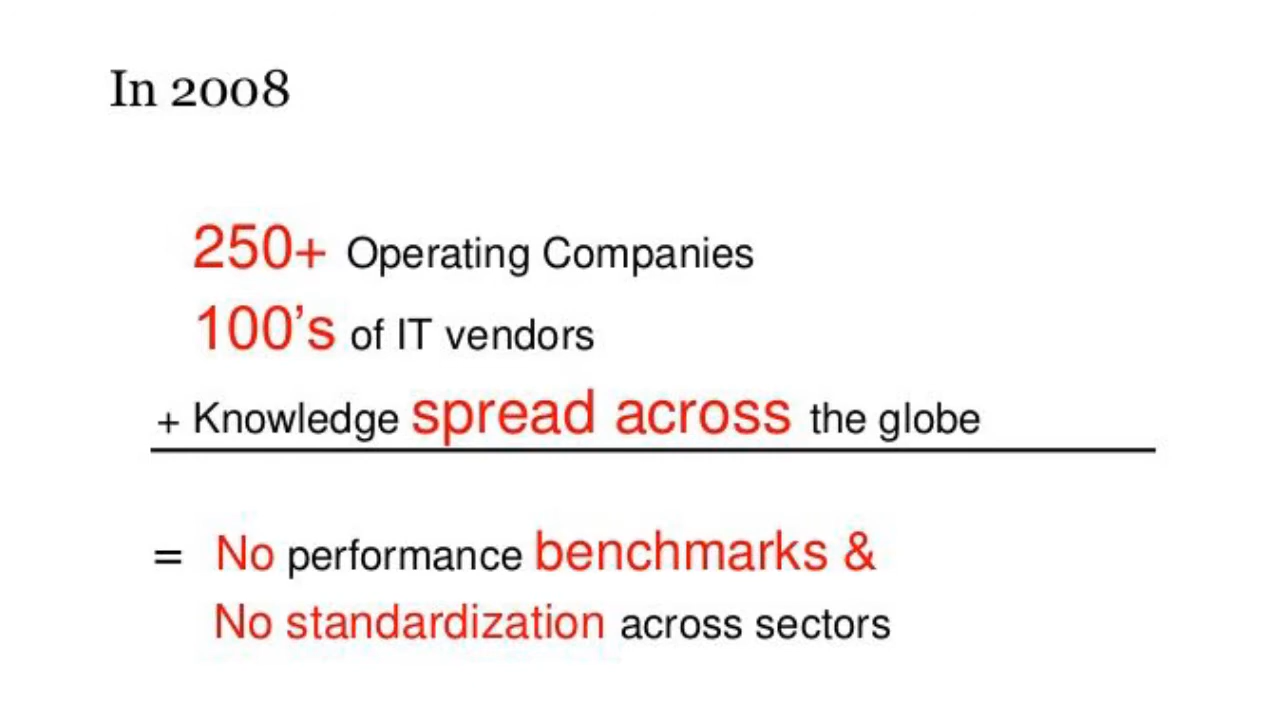 In 2008
250+ Operating Companies
100’s of IT vendors
+ Knowledge spread across the globe
= No performance benchmarks &
No standardization across sectors